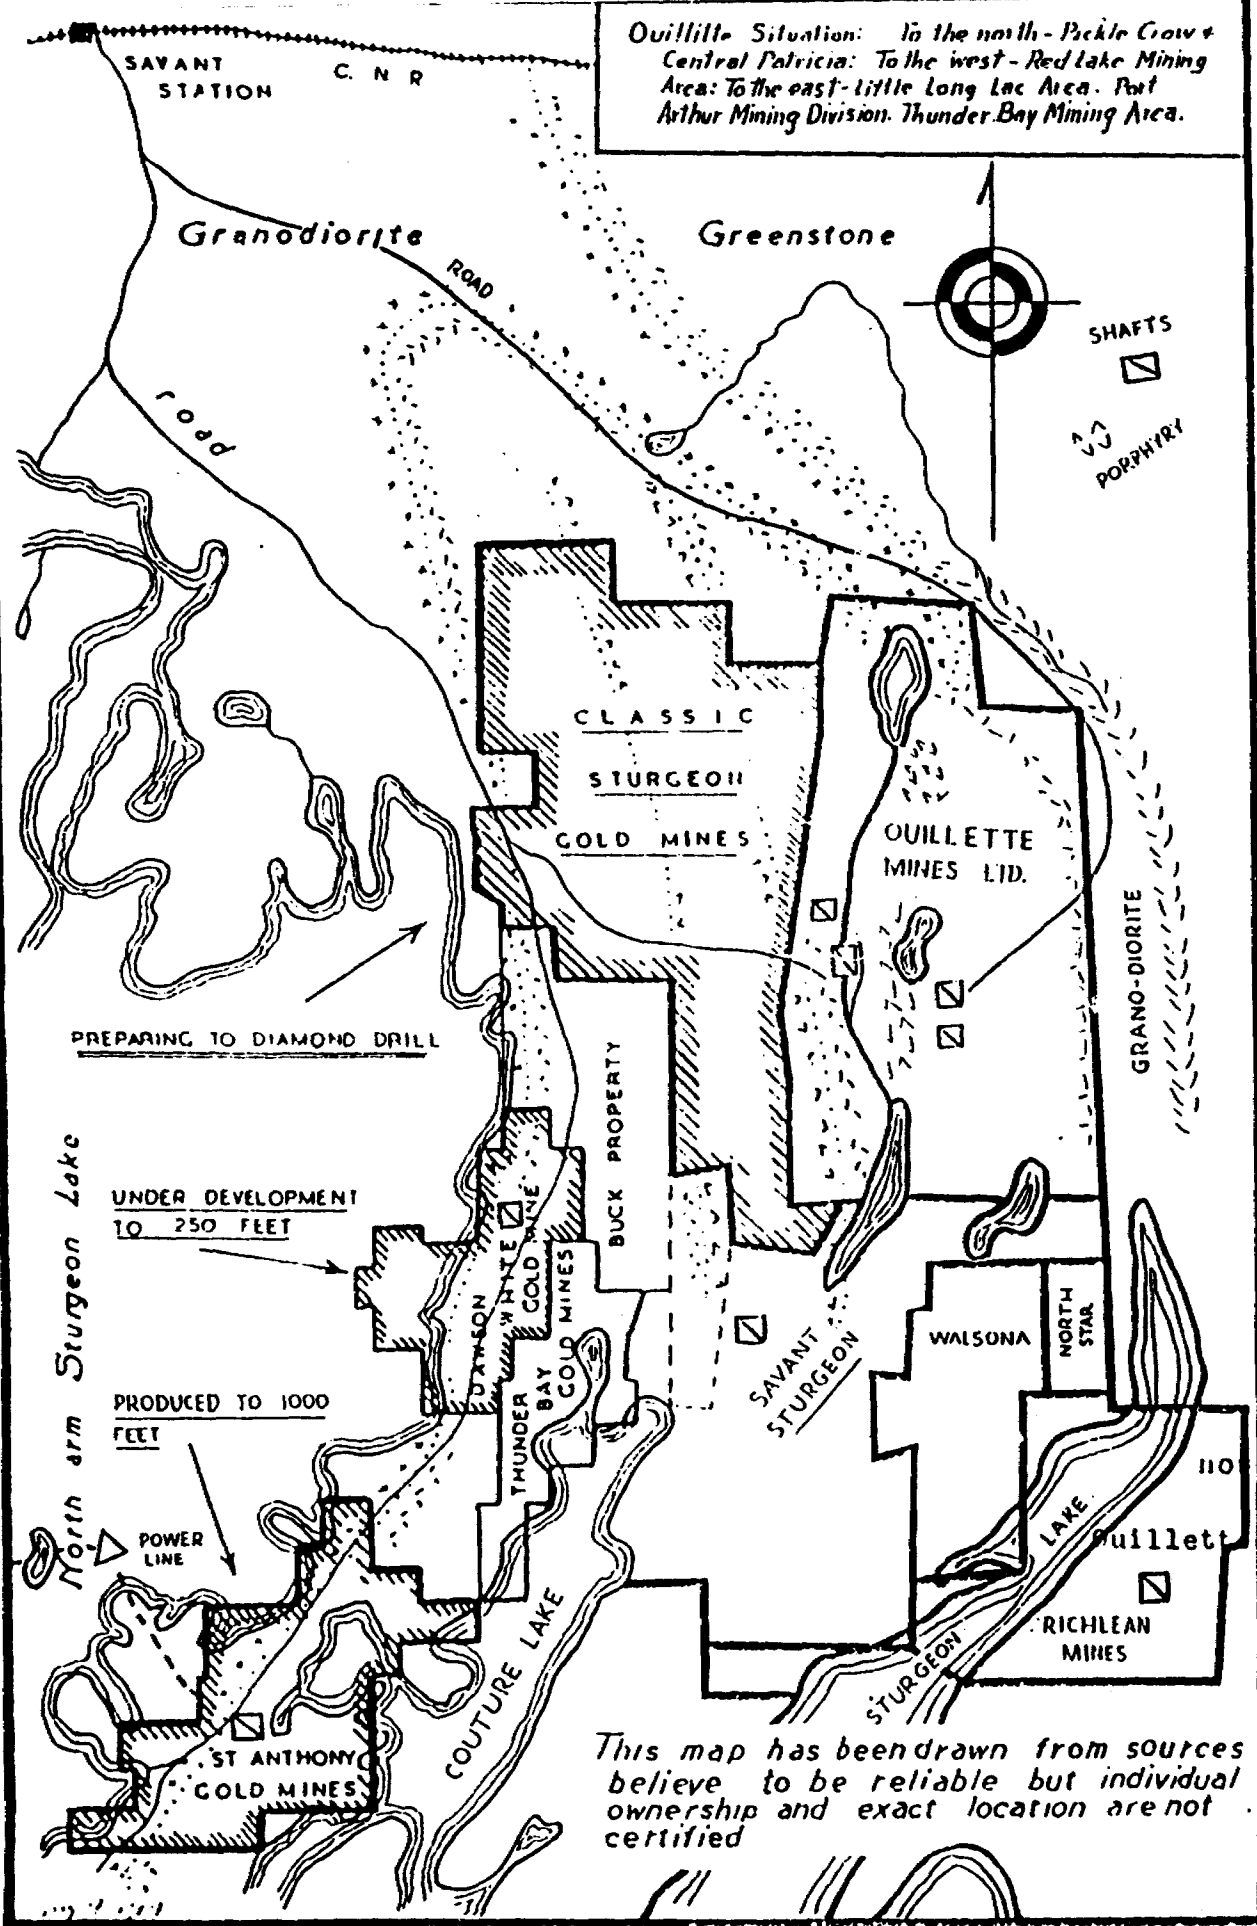 Ouillitte Situation: To the north - Pickle Crow &
Central Patricia: To the west - Red Lake Mining
Area: To the east - Little Long Lac Area. Port
Arthur Mining Division. Thunder Bay Mining Area.
SAVANT
STATION
C. N R
Granodiorite
Greenstone
ROAD
SHAFTS
PORPHYRY
road
CLASSIC
STURGEON
GOLD MINES
OUILLETTE
MINES LTD.
GRANO-DIORITE
PREPARING TO DIAMOND DRILL
BUCK PROPERTY
North arm Sturgeon Lake
UNDER DEVELOPMENT
TO 250 FEET
WHITE
GOLD MINE
THUNDER
BAY
GOLD MINES
SAVANT
STURGEON
WALSONA
NORTH
STAR
PRODUCED TO 1000
FEET
110
LAKE
Ouillett
POWER
LINE
RICHLEAN
MINES
STURGEON
COUTURE LAKE
ST ANTHONY
GOLD MINES
This map has been drawn from sources
believe to be reliable but individual
ownership and exact location are not
certified